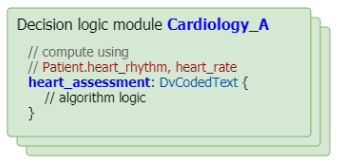 Decision logic module Cardiology_A
// compute using
// Patient.heart_rhythm, heart_rate
heart_assessment: DvCodedText {
// algorithm logic
}